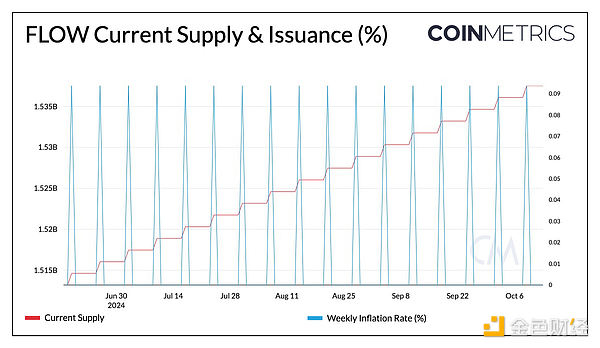 FLOW Current Supply & Issuance (%)
COINMETRICS
1.535B
1.53B
1.525B
1.52B
1.515B
0.09
0.08
0.07
0.06
0.05
0.04
0.03
0.02
0.01
0
Jun 30
2024
Jul 14
Jul 28
Aug 11
Aug 25
Sep 8
Sep 22
Oct 6
CM
Current Supply
Weekly Inflation Rate (%)
金色财经